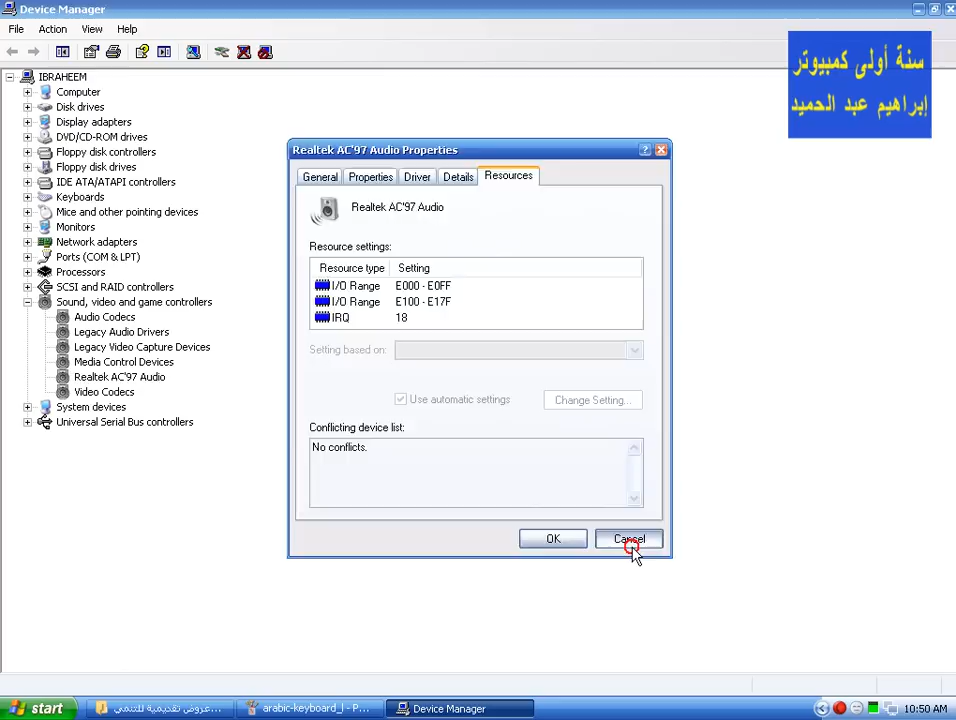 Device Manager
File Action View Help
سنة أولى كمبيوتر
إبراهيم عبد الحميد
IBRAHEEM
Computer
Disk drives
Display adapters
DVD/CD-ROM drives
Floppy disk controllers
Floppy disk drives
IDE ATA/ATAPI controllers
Keyboards
Mice and other pointing devices
Monitors
Network adapters
Ports (COM & LPT)
Processors
SCSI and RAID controllers
Sound, video and game controllers
Audio Codecs
Legacy Audio Drivers
Legacy Video Capture Devices
Media Control Devices
Realtek AC'97 Audio
Video Codecs
System devices
Universal Serial Bus controllers
Realtek AC'97 Audio Properties
General Properties Driver Details Resources
Realtek AC'97 Audio
Resource settings:
Resource type Setting
I/O Range E000 - E0FF
I/O Range E100 - E17F
IRQ 18
Setting based on:
Use automatic settings Change Setting...
Conflicting device list:
No conflicts.
OK Cancel
start عروض تقديمية للتنمي... arabic-keyboard_l - P... Device Manager 10:50 AM